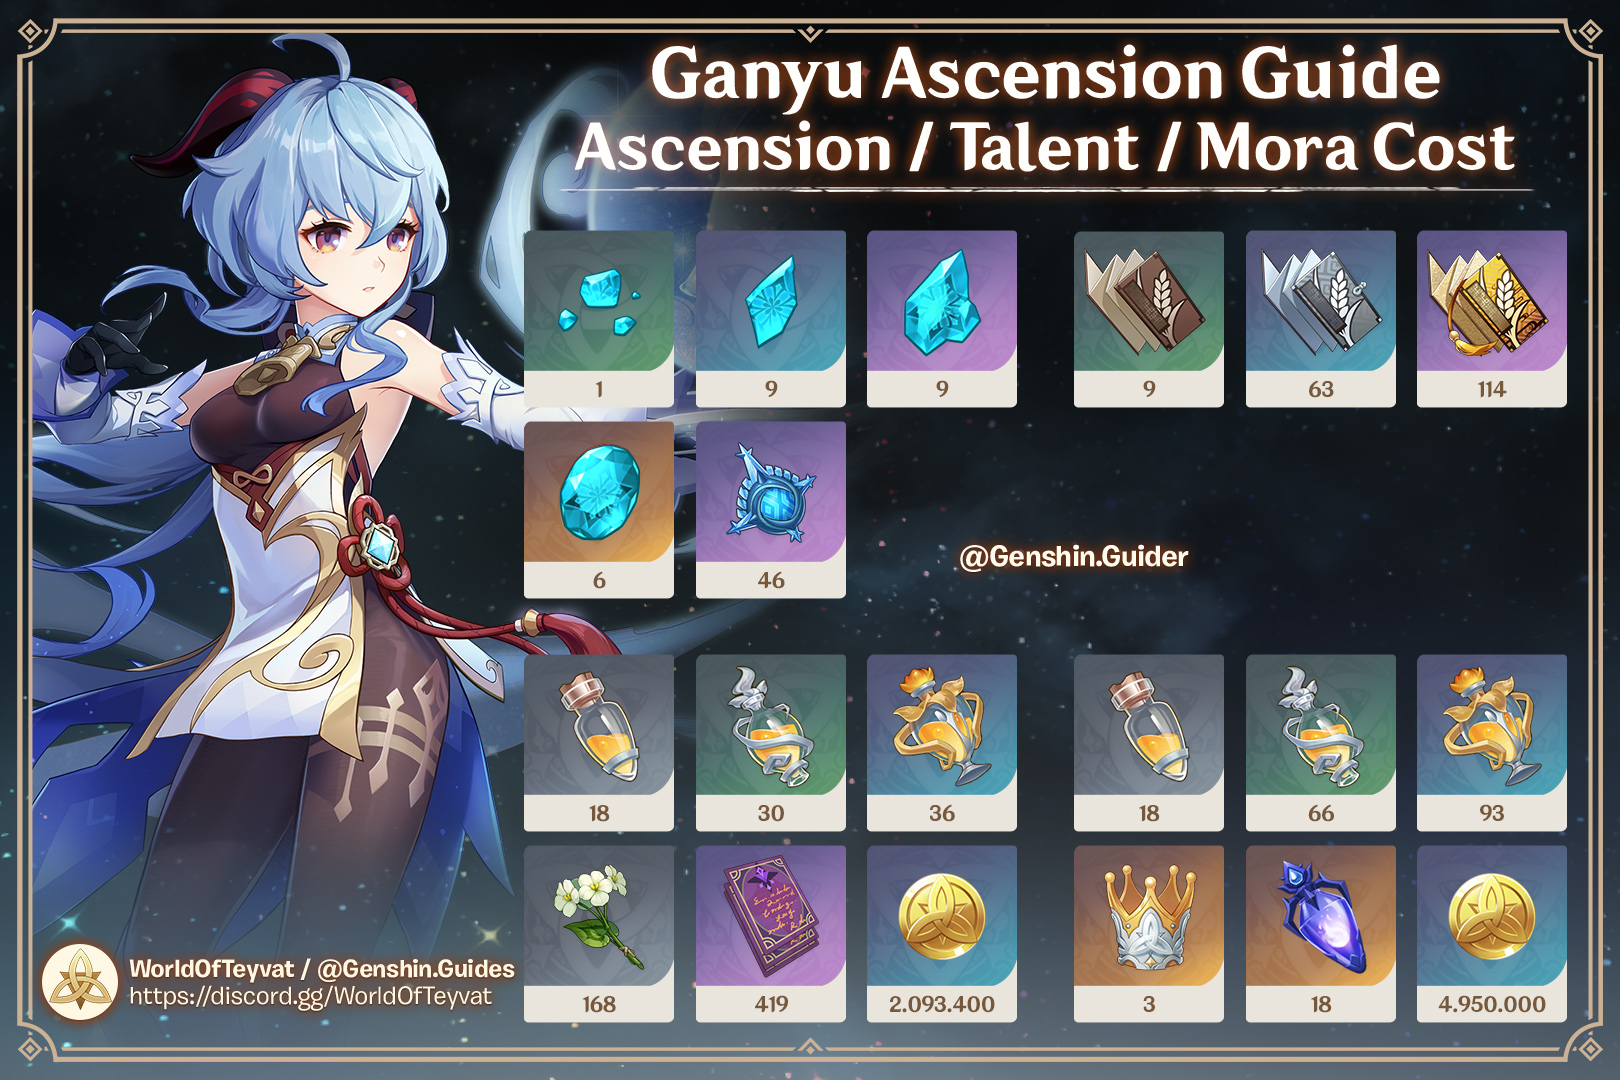 Ganyu Ascension Guide
Ascension / Talent / Mora Cost
1 9 9 9 63 114
6 46
@Genshin.Guider
18 30 36 18 66 93
168 419 2.093.400 3 18 4.950.000
WorldOfTeyvat / @Genshin.Guides
https://discord.gg/WorldOfTeyvat